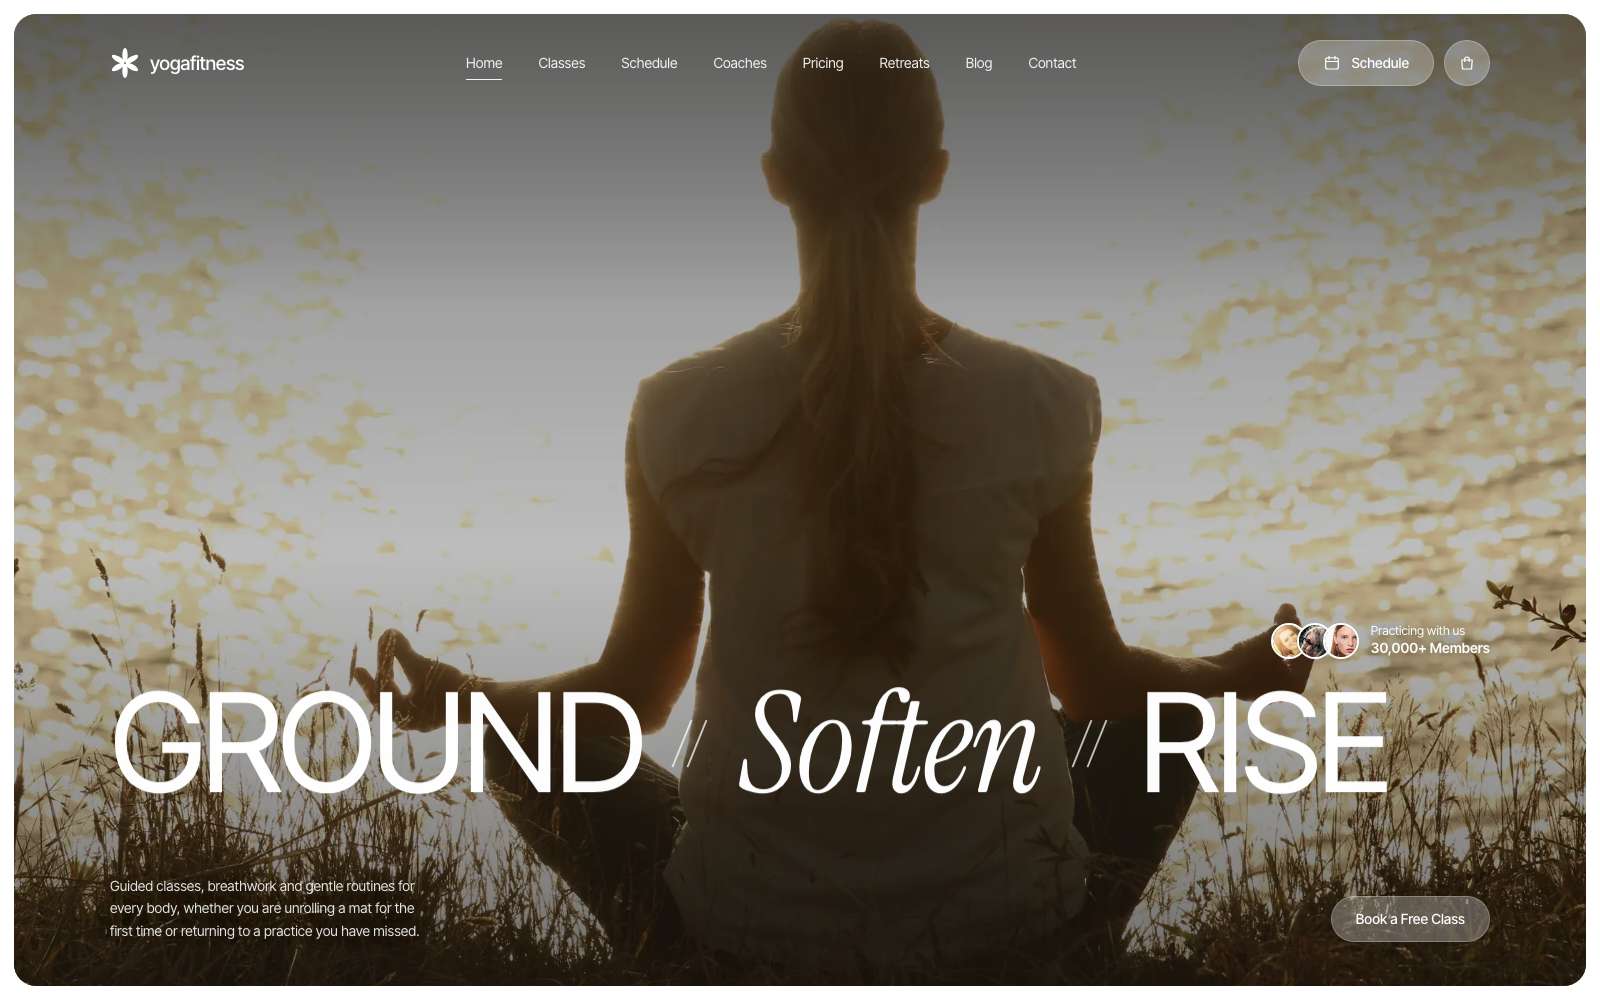 yogafitness
Home Classes Schedule Coaches Pricing Retreats Blog Contact
Schedule
Practicing with us
30,000+ Members
GROUND // Soften // RISE
Guided classes, breathwork and gentle routines for
every body, whether you are unrolling a mat for the
first time or returning to a practice you have missed.
Book a Free Class